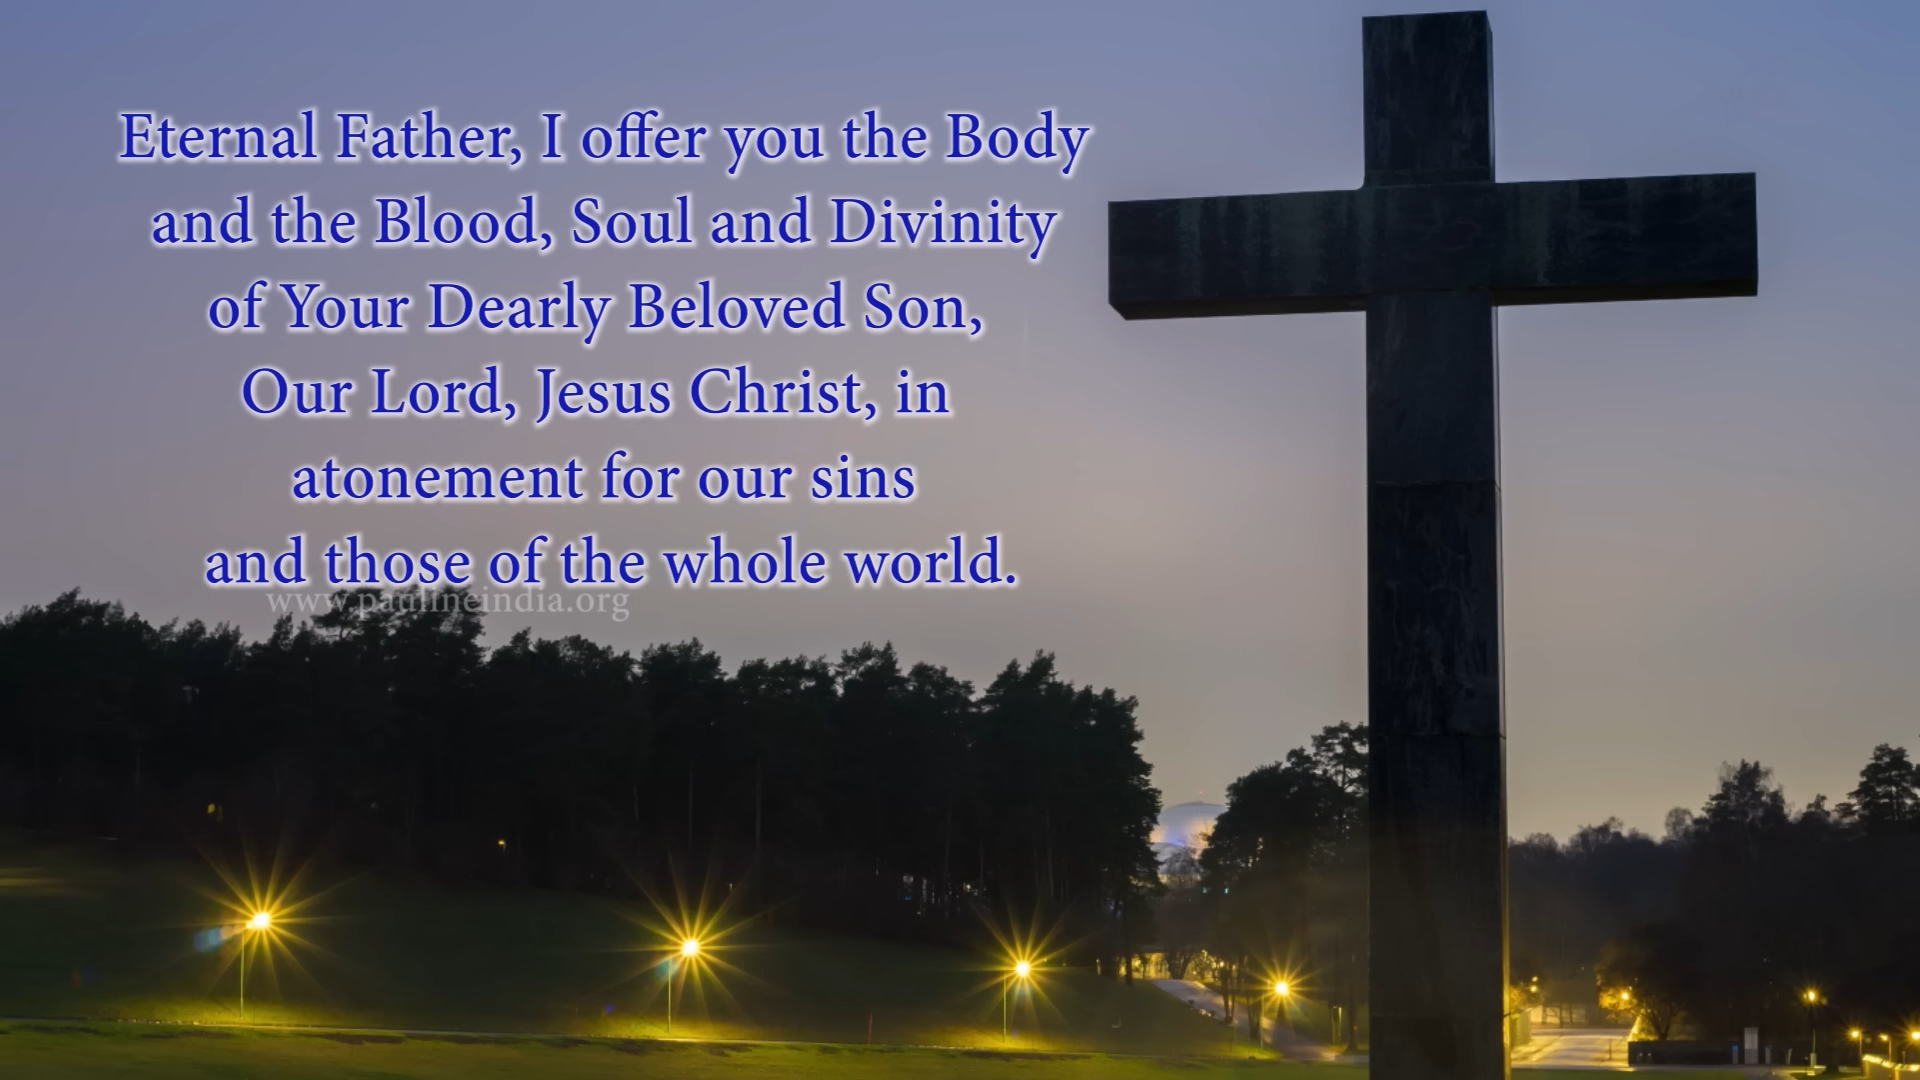 Eternal Father, I offer you the Body
and the Blood, Soul and Divinity
of Your Dearly Beloved Son,
Our Lord, Jesus Christ, in
atonement for our sins
and those of the whole world.
www.paulineindia.org